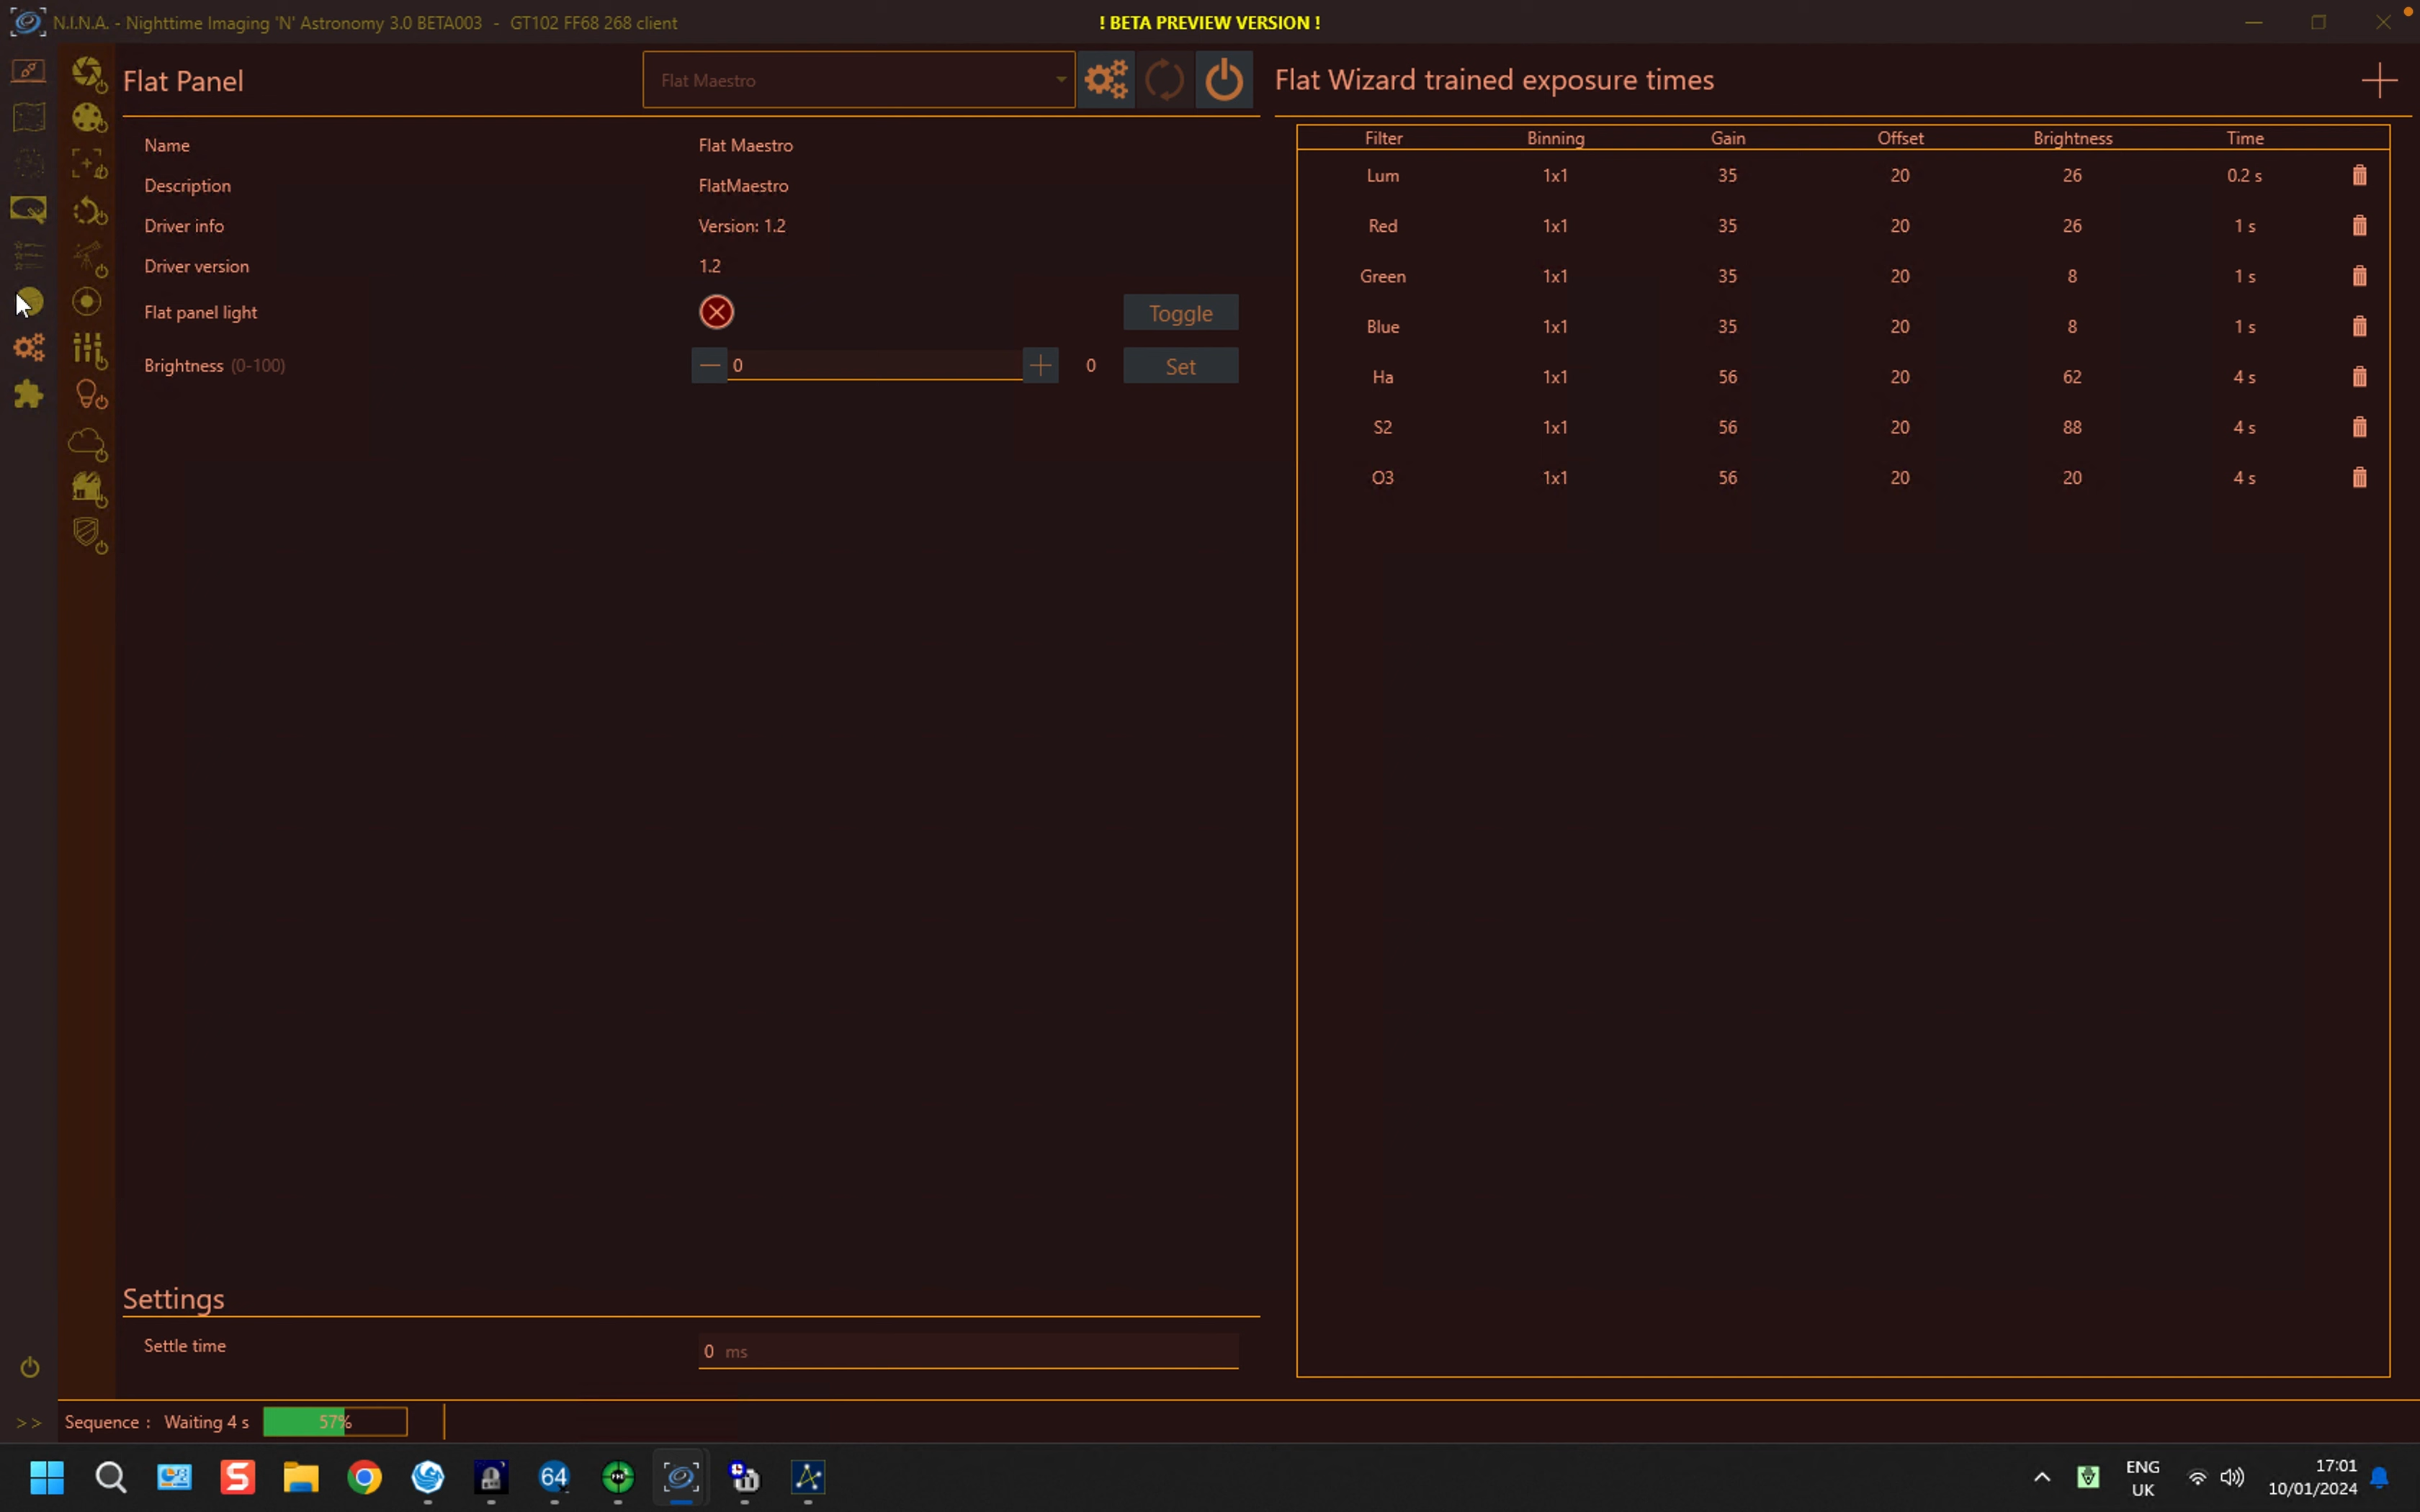 N.I.N.A. - Nighttime Imaging 'N' Astronomy 3.0 BETA003 - GT102 FF68 268 client
! BETA PREVIEW VERSION !
Flat Panel
Flat Maestro
Flat Wizard trained exposure times
Name Flat Maestro
Description FlatMaestro
Driver info Version: 1.2
Driver version 1.2
Flat panel light Toggle
Brightness (0-100) 0 0 Set
Filter Binning Gain Offset Brightness Time
Lum 1x1 35 20 26 0.2 s
Red 1x1 35 20 26 1 s
Green 1x1 35 20 8 1 s
Blue 1x1 35 20 8 1 s
Ha 1x1 56 20 62 4 s
S2 1x1 56 20 88 4 s
O3 1x1 56 20 20 4 s
Settings
Settle time 0 ms
>> Sequence : Waiting 4 s 57%
S
64
ENG
UK
17:01
10/01/2024